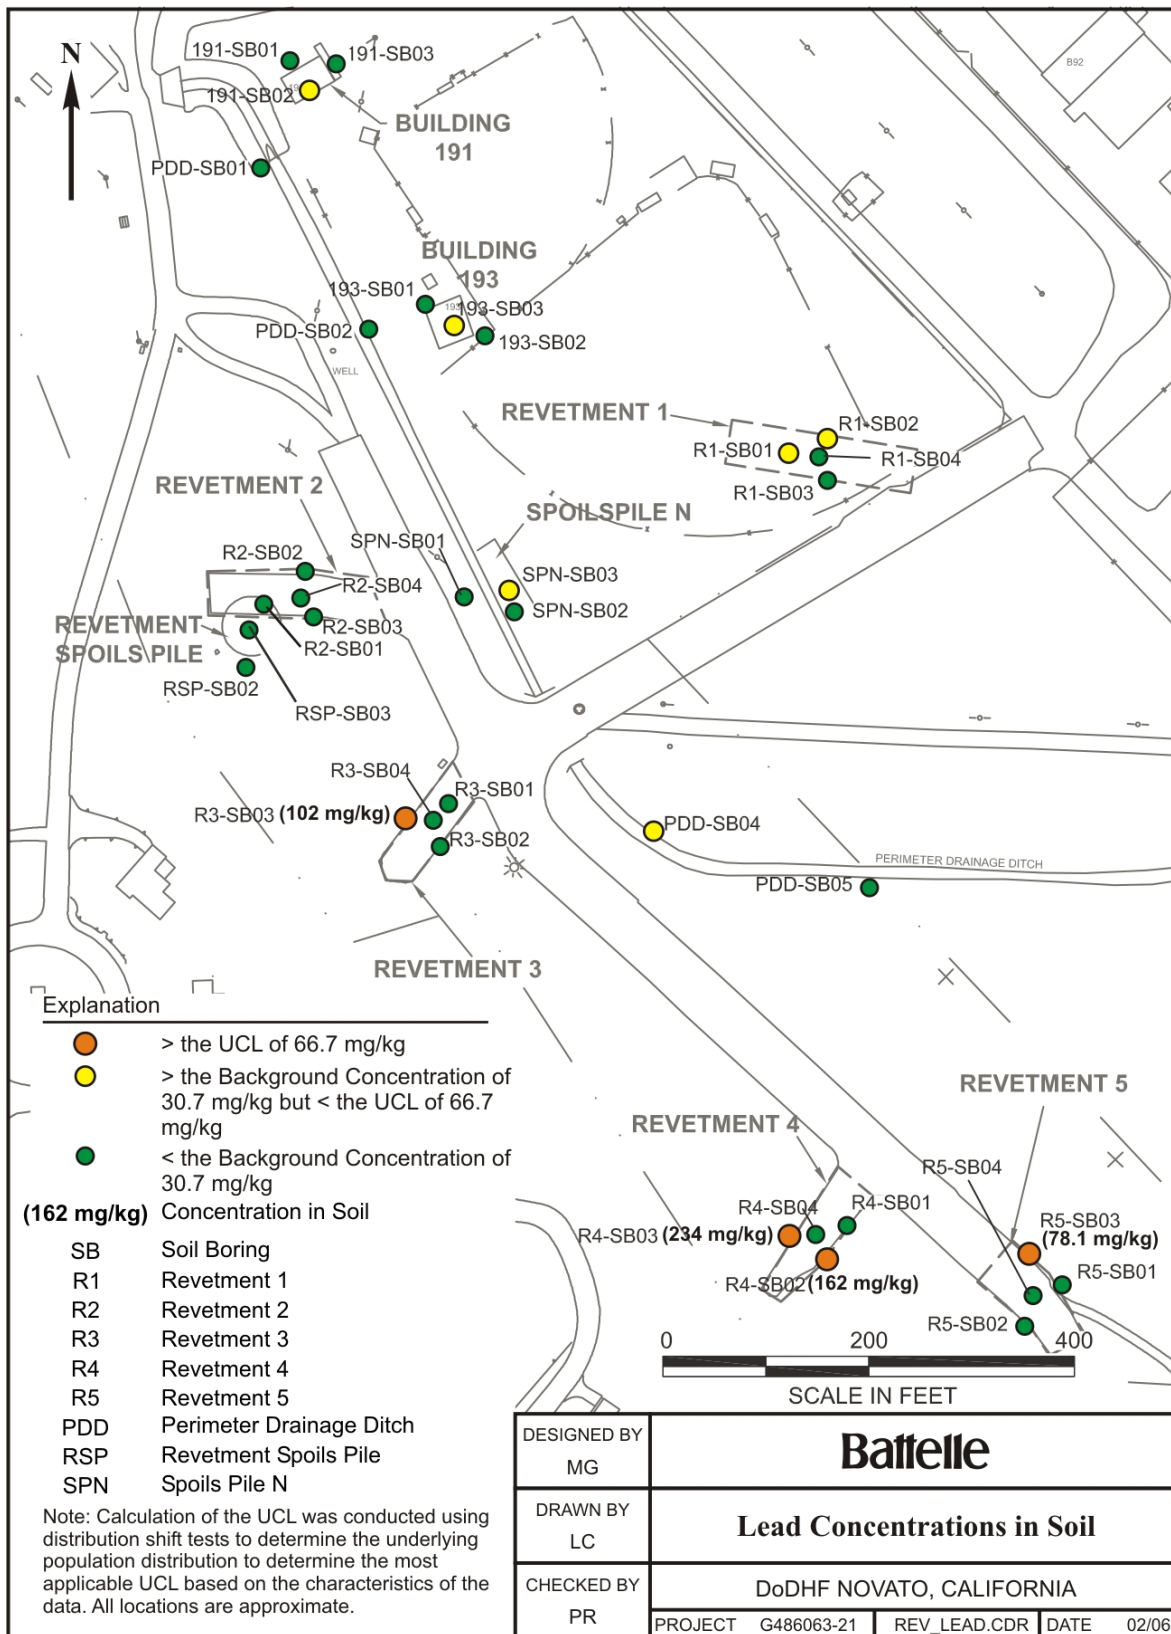 N
191-SB01
191-SB03
191-SB02
BUILDING
191
B92
PDD-SB01
BUILDING
193
193-SB01
193
193-SB03
PDD-SB02
193-SB02
WELL
REVETMENT 1
R1-SB02
R1-SB01
R1-SB04
R1-SB03
REVETMENT 2
SPOILSPILE N
SPN-SB01
R2-SB02
SPN-SB03
R2-SB04
SPN-SB02
R2-SB03
REVETMENT
SPOILS PILE
R2-SB01
RSP-SB02
RSP-SB03
R3-SB04
R3-SB01
R3-SB03 (102 mg/kg)
R3-SB02
PDD-SB04
PERIMETER DRAINAGE DITCH
PDD-SB05
REVETMENT 3
Explanation
> the UCL of 66.7 mg/kg
> the Background Concentration of
30.7 mg/kg but < the UCL of 66.7
mg/kg
< the Background Concentration of
30.7 mg/kg
(162 mg/kg) Concentration in Soil
SB Soil Boring
R1 Revetment 1
R2 Revetment 2
R3 Revetment 3
R4 Revetment 4
R5 Revetment 5
PDD Perimeter Drainage Ditch
RSP Revetment Spoils Pile
SPN Spoils Pile N
Note: Calculation of the UCL was conducted using
distribution shift tests to determine the underlying
population distribution to determine the most
applicable UCL based on the characteristics of the
data. All locations are approximate.
REVETMENT 5
REVETMENT 4
R5-SB04
R4-SB04
R4-SB01
R4-SB03 (234 mg/kg)
R5-SB03
(78.1 mg/kg)
R5-SB01
R4-SB02 (162 mg/kg)
R5-SB02
0 200 400
SCALE IN FEET
DESIGNED BY
MG
Battelle
DRAWN BY
LC
Lead Concentrations in Soil
CHECKED BY
PR
DoDHF NOVATO, CALIFORNIA
PROJECT G486063-21 REV_LEAD.CDR DATE 02/06